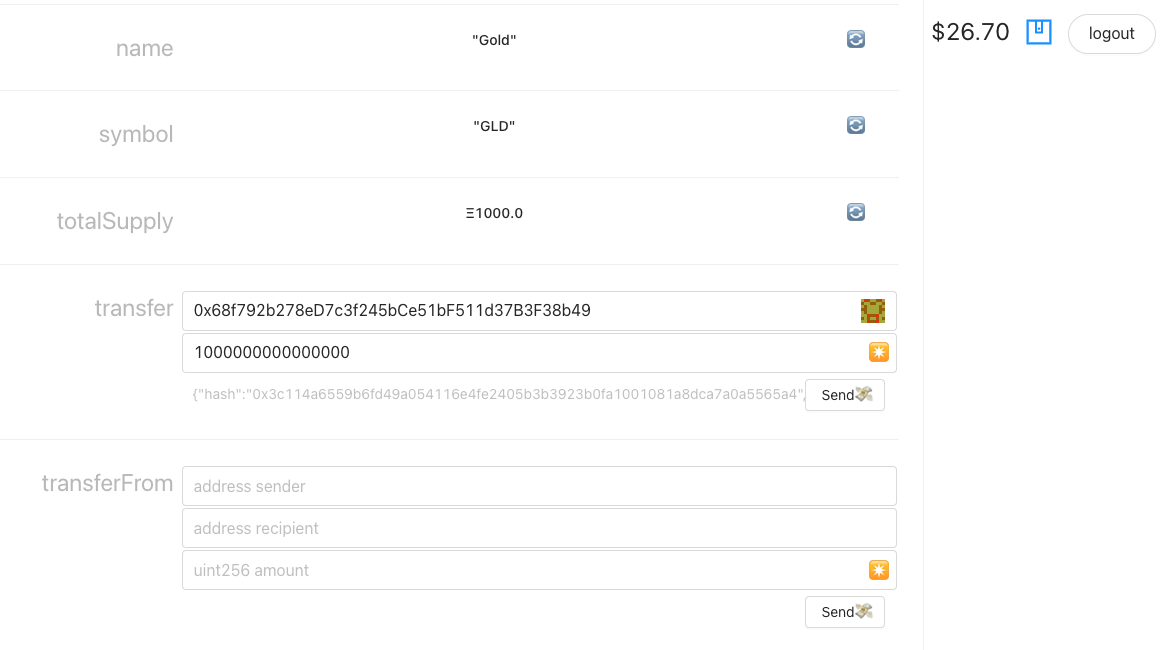 $26.70 logout
name "Gold"
symbol "GLD"
totalSupply Ξ1000.0
transfer 0x68f792b278eD7c3f245bCe51bF511d37B3F38b49
1000000000000000
{"hash":"0x3c114a6559b6fd49a054116e4fe2405b3b3923b0fa1001081a8dca7a0a5565a4", Send
transferFrom address sender
address recipient
uint256 amount
Send